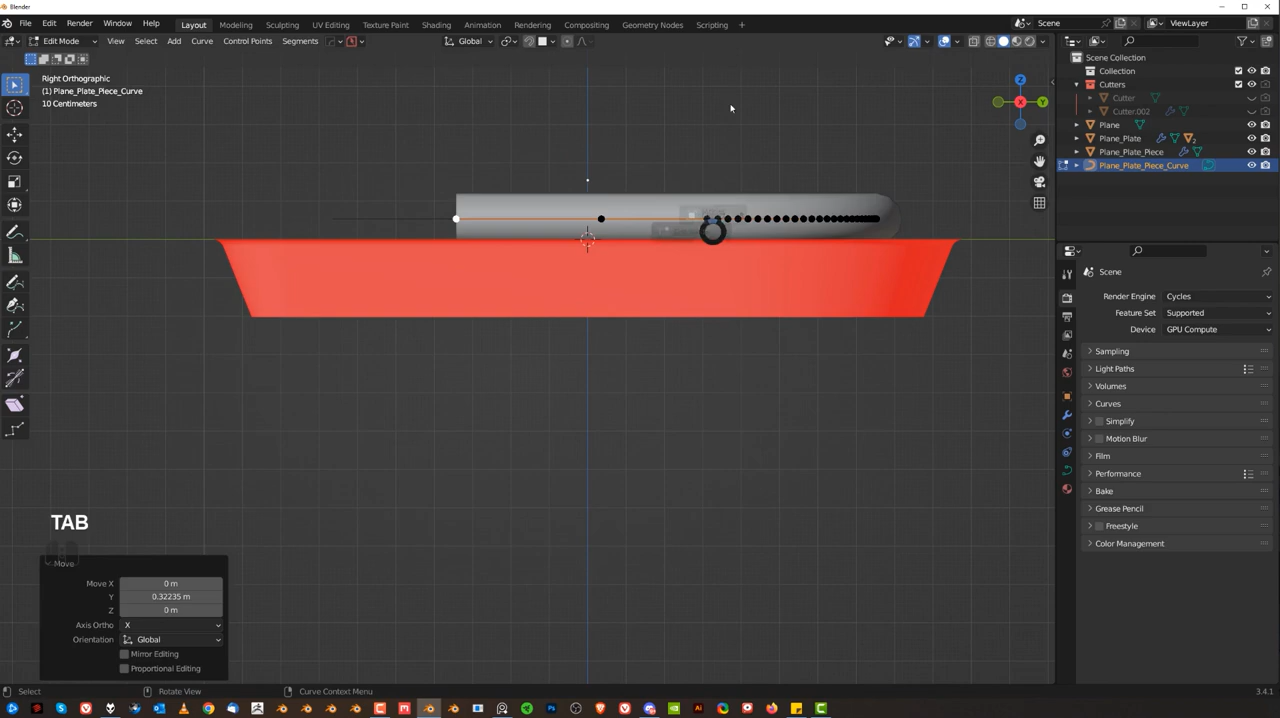 Blender
File Edit Render Window Help Layout Modeling Sculpting UV Editing Texture Paint Shading Animation Rendering Compositing Geometry Nodes Scripting + Scene ViewLayer
Edit Mode View Select Add Curve Control Points Segments Global
Right Orthographic
(1) Plane_Plate_Piece_Curve
10 Centimeters
Z
X
Y
Scene Collection
Collection
Cutters
Cutter
Cutter.002
Plane
Plane_Plate 2
Plane_Plate_Piece
Plane_Plate_Piece_Curve
Scene
Render Engine Cycles
Feature Set Supported
Device GPU Compute
Sampling
Light Paths
Volumes
Curves
Simplify
Motion Blur
Film
Performance
Bake
Grease Pencil
Freestyle
Color Management
TAB
Move
Move X 0 m
Y 0.32235 m
Z 0 m
Axis Ortho X
Orientation Global
Mirror Editing
Proportional Editing
Select Rotate View Curve Context Menu 3.4.1